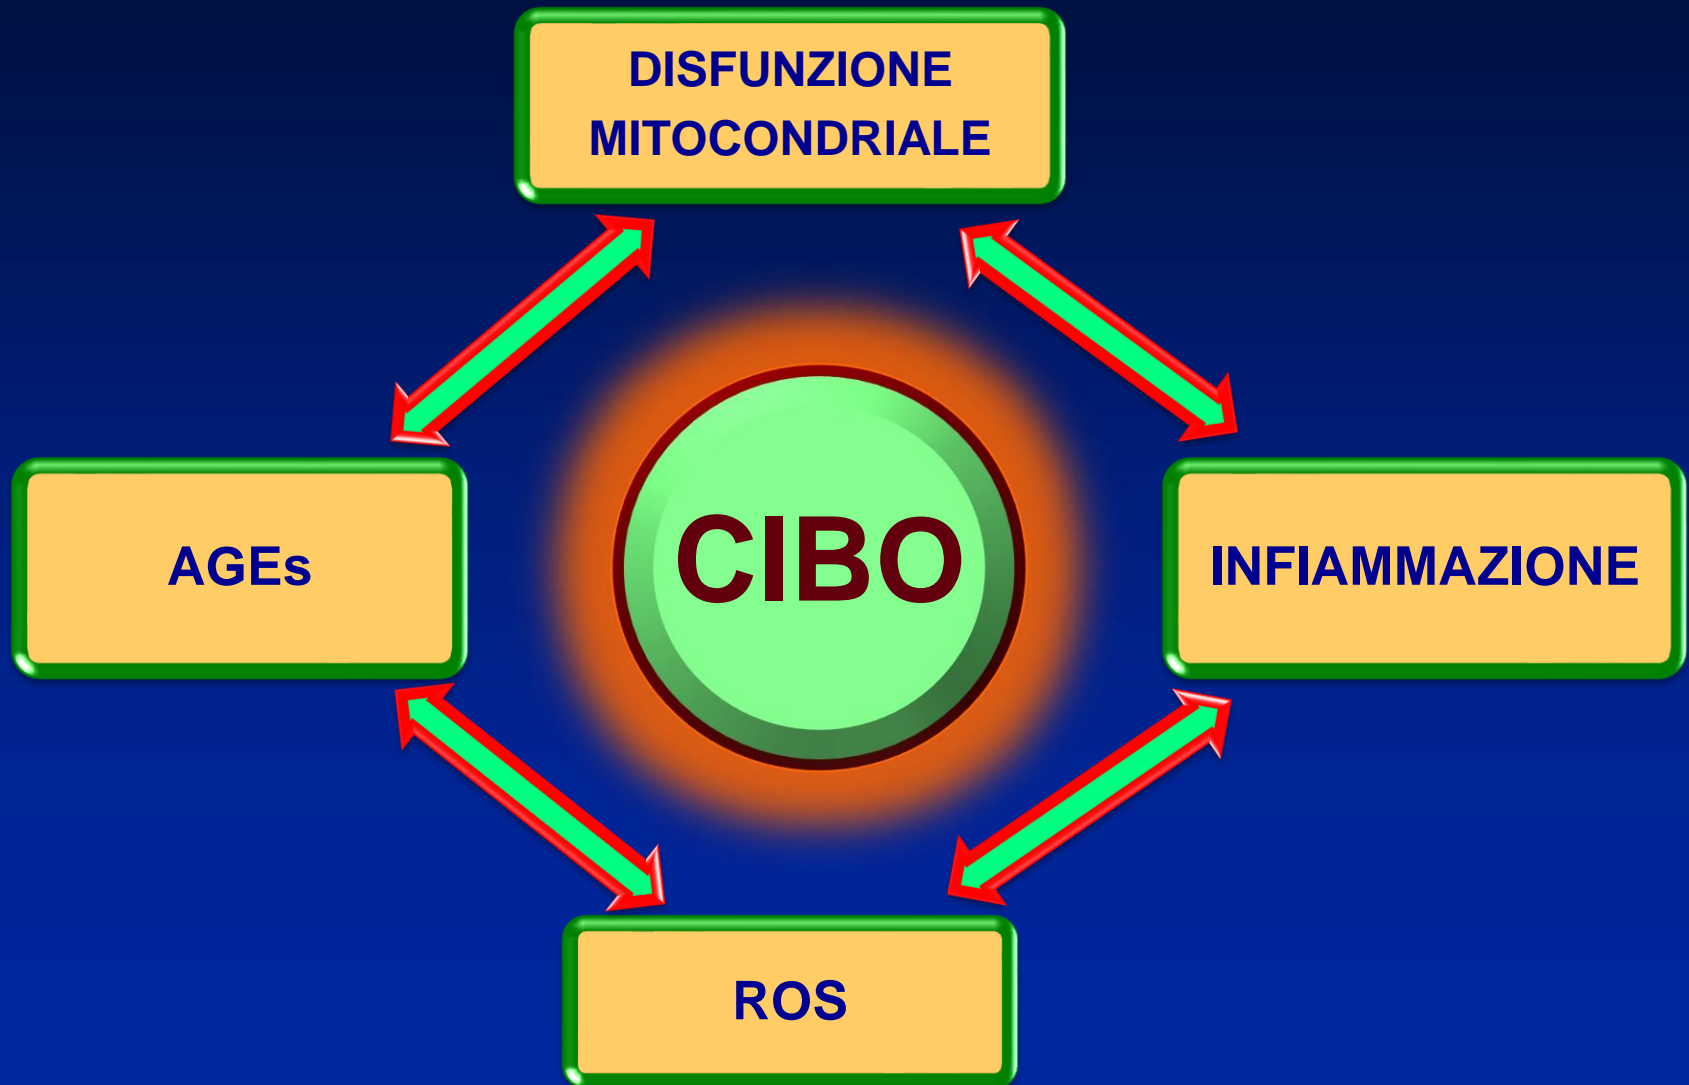 DISFUNZIONE
MITOCONDRIALE
AGEs
CIBO
INFIAMMAZIONE
ROS